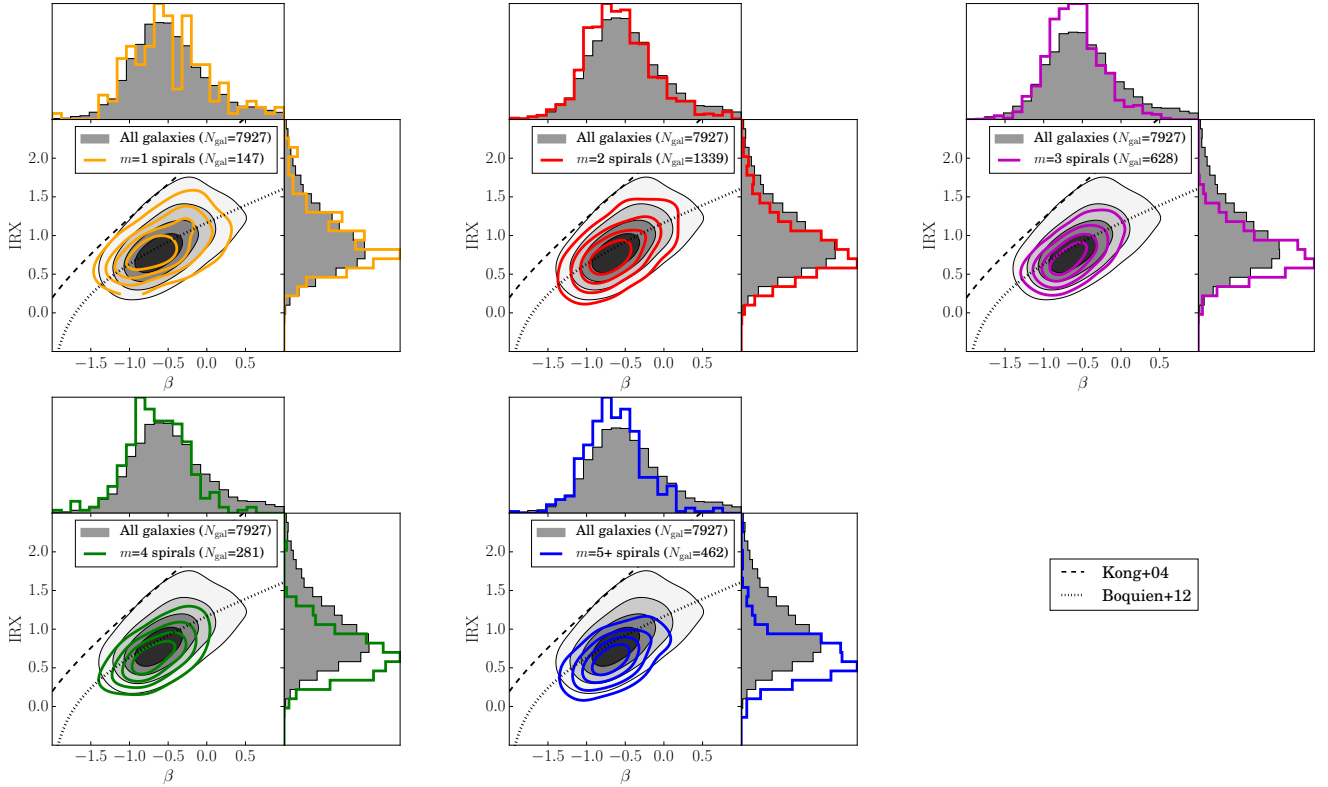 All galaxies (N_gal=7927)
m=1 spirals (N_gal=147)
IRX
2.0
1.5
1.0
0.5
0.0
−1.5 −1.0 −0.5 0.0 0.5
β
All galaxies (N_gal=7927)
m=2 spirals (N_gal=1339)
IRX
2.0
1.5
1.0
0.5
0.0
−1.5 −1.0 −0.5 0.0 0.5
β
All galaxies (N_gal=7927)
m=3 spirals (N_gal=628)
IRX
2.0
1.5
1.0
0.5
0.0
−1.5 −1.0 −0.5 0.0 0.5
β
All galaxies (N_gal=7927)
m=4 spirals (N_gal=281)
IRX
2.0
1.5
1.0
0.5
0.0
−1.5 −1.0 −0.5 0.0 0.5
β
All galaxies (N_gal=7927)
m=5+ spirals (N_gal=462)
IRX
2.0
1.5
1.0
0.5
0.0
−1.5 −1.0 −0.5 0.0 0.5
β
Kong+04
Boquien+12